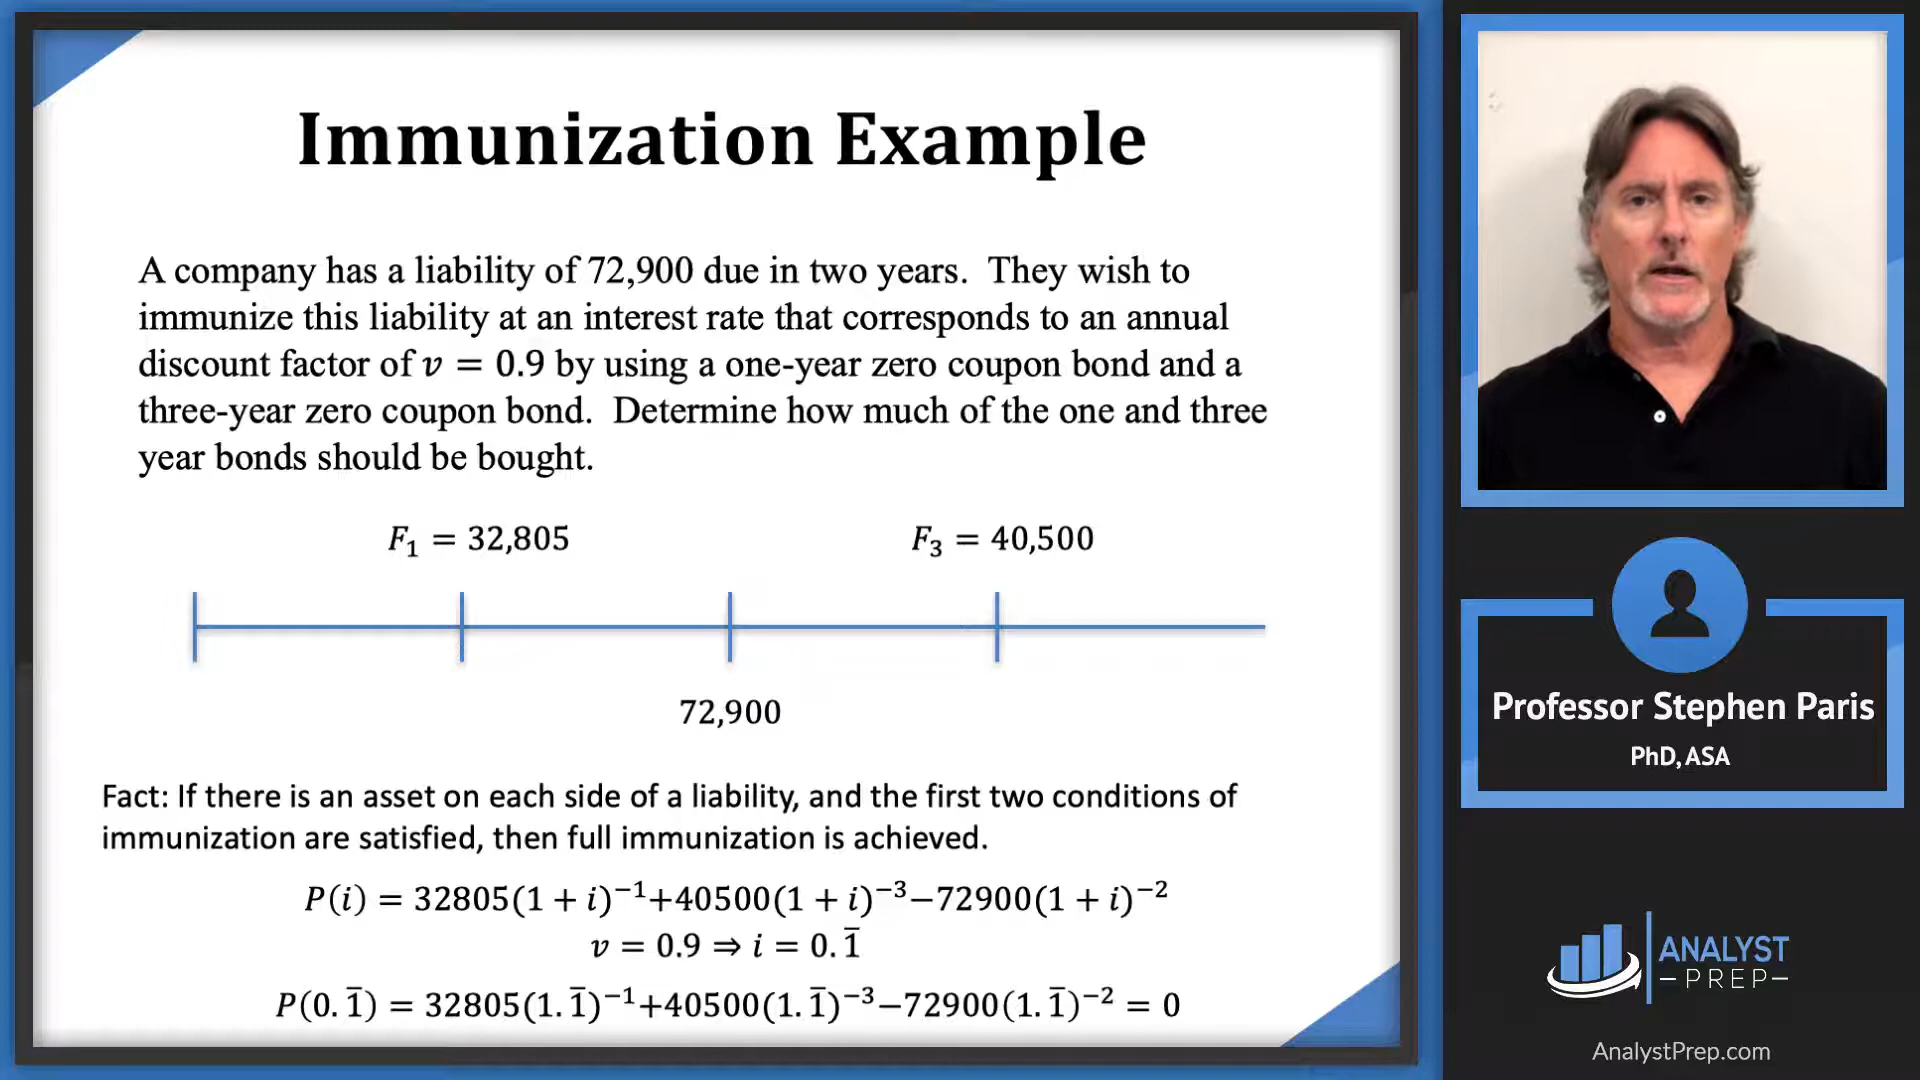 Immunization Example
A company has a liability of 72,900 due in two years. They wish to
immunize this liability at an interest rate that corresponds to an annual
discount factor of v = 0.9 by using a one-year zero coupon bond and a
three-year zero coupon bond. Determine how much of the one and three
year bonds should be bought.
F₁ = 32,805
F₃ = 40,500
72,900
Fact: If there is an asset on each side of a liability, and the first two conditions of
immunization are satisfied, then full immunization is achieved.
P(i) = 32805(1 + i)⁻¹+40500(1 + i)⁻³−72900(1 + i)⁻²
v = 0.9 ⇒ i = 0.1̅
P(0.1̅) = 32805(1.1̅)⁻¹+40500(1.1̅)⁻³−72900(1.1̅)⁻² = 0
Professor Stephen Paris
PhD, ASA
ANALYST
–PREP–
AnalystPrep.com